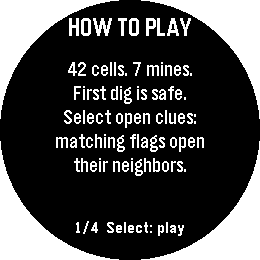 HOW TO PLAY
42 cells. 7 mines.
First dig is safe.
Select open clues:
matching flags open
their neighbors.
1/4 Select: play